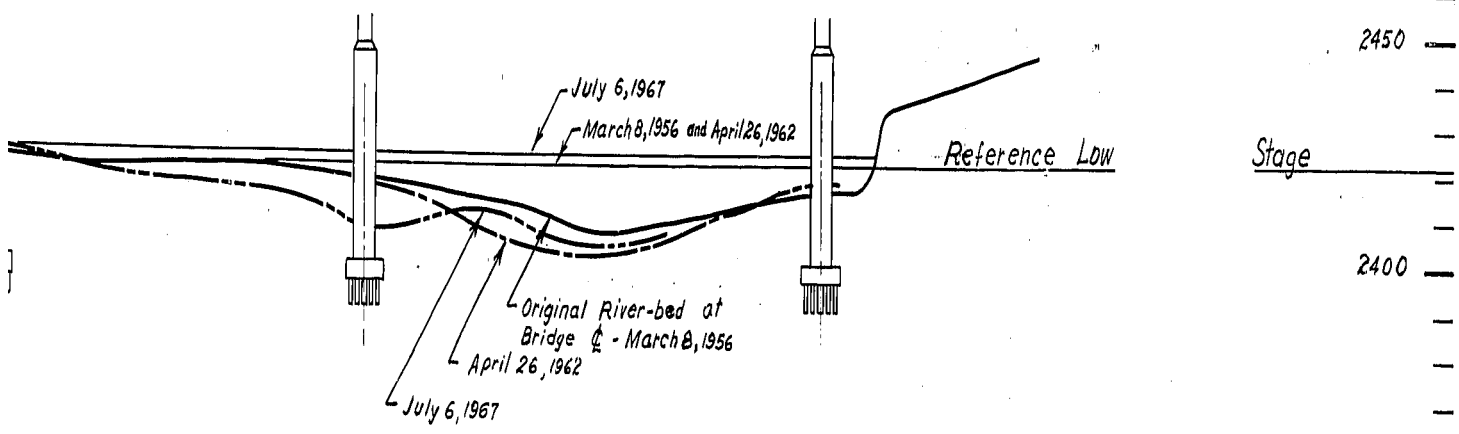 2450
July 6, 1967
March 8, 1956 and April 26, 1962
Reference Low Stage
2400
Original River-bed at
Bridge ℄ - March 8, 1956
April 26, 1962
July 6, 1967